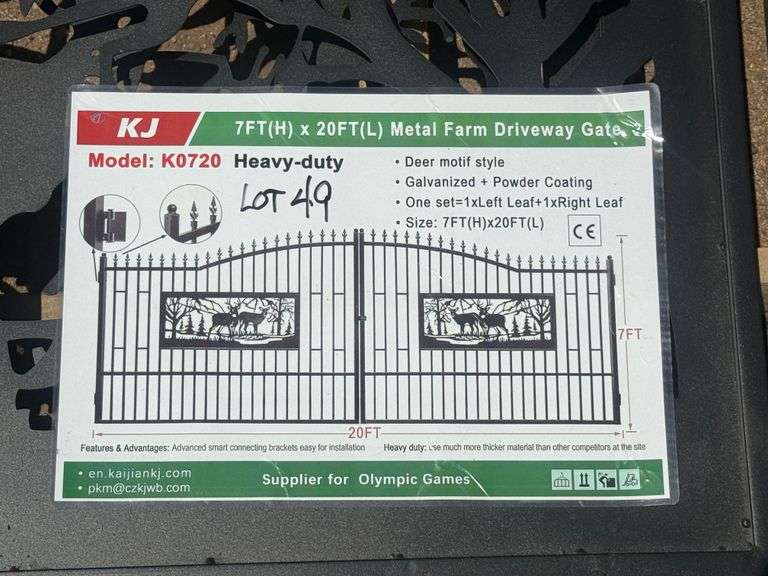 KJ
7FT(H) x 20FT(L) Metal Farm Driveway Gate
Model: K0720 Heavy-duty
LOT 49
• Deer motif style
• Galvanized + Powder Coating
• One set=1xLeft Leaf+1xRight Leaf
• Size: 7FT(H)x20FT(L)
CE
7FT
20FT
Features & Advantages: Advanced smart connecting brackets easy for installation
Heavy duty: use much more thicker material than other competitors at the site
• en.kaijiankj.com
• pkm@czkjwb.com
Supplier for Olympic Games